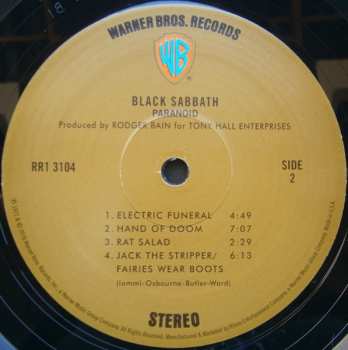 WARNER BROS. RECORDS
WB
BLACK SABBATH
PARANOID
Produced by RODGER BAIN for TONY HALL ENTERPRISES
RR1 3104
SIDE
2
1. ELECTRIC FUNERAL 4:49
2. HAND OF DOOM 7:07
3. RAT SALAD 2:29
4. JACK THE STRIPPER/ 6:13
FAIRIES WEAR BOOTS
(Iommi-Osbourne-Butler-Ward)
STEREO